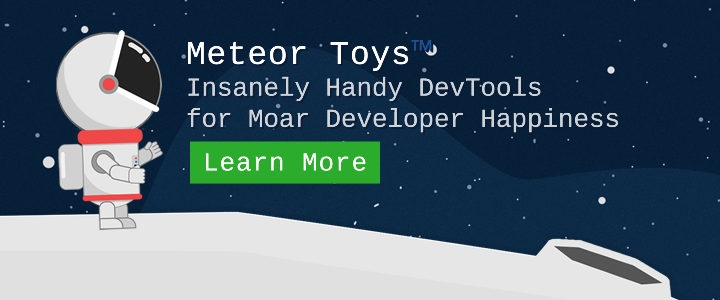 Meteor Toys™
Insanely Handy DevTools
for Moar Developer Happiness
Learn More